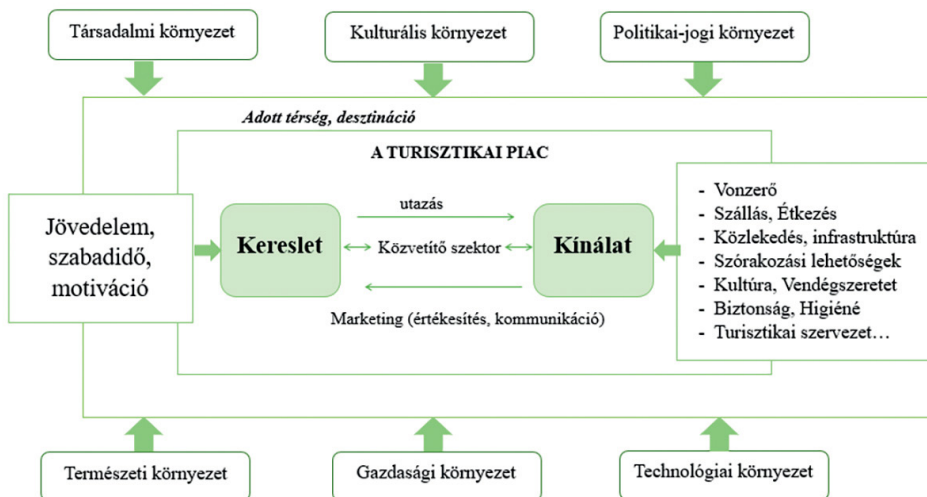 Társadalmi környezet
Kulturális környezet
Politikai-jogi környezet
Adott térség, desztináció
A TURISZTIKAI PIAC
Jövedelem,
szabadidő,
motiváció
Kereslet
utazás
Közvetítő szektor
Marketing (értékesítés, kommunikáció)
Kínálat
- Vonzerő
- Szállás, Étkezés
- Közlekedés, infrastruktúra
- Szórakozási lehetőségek
- Kultúra, Vendégszeretet
- Biztonság, Higiéné
- Turisztikai szervezet…
Természeti környezet
Gazdasági környezet
Technológiai környezet